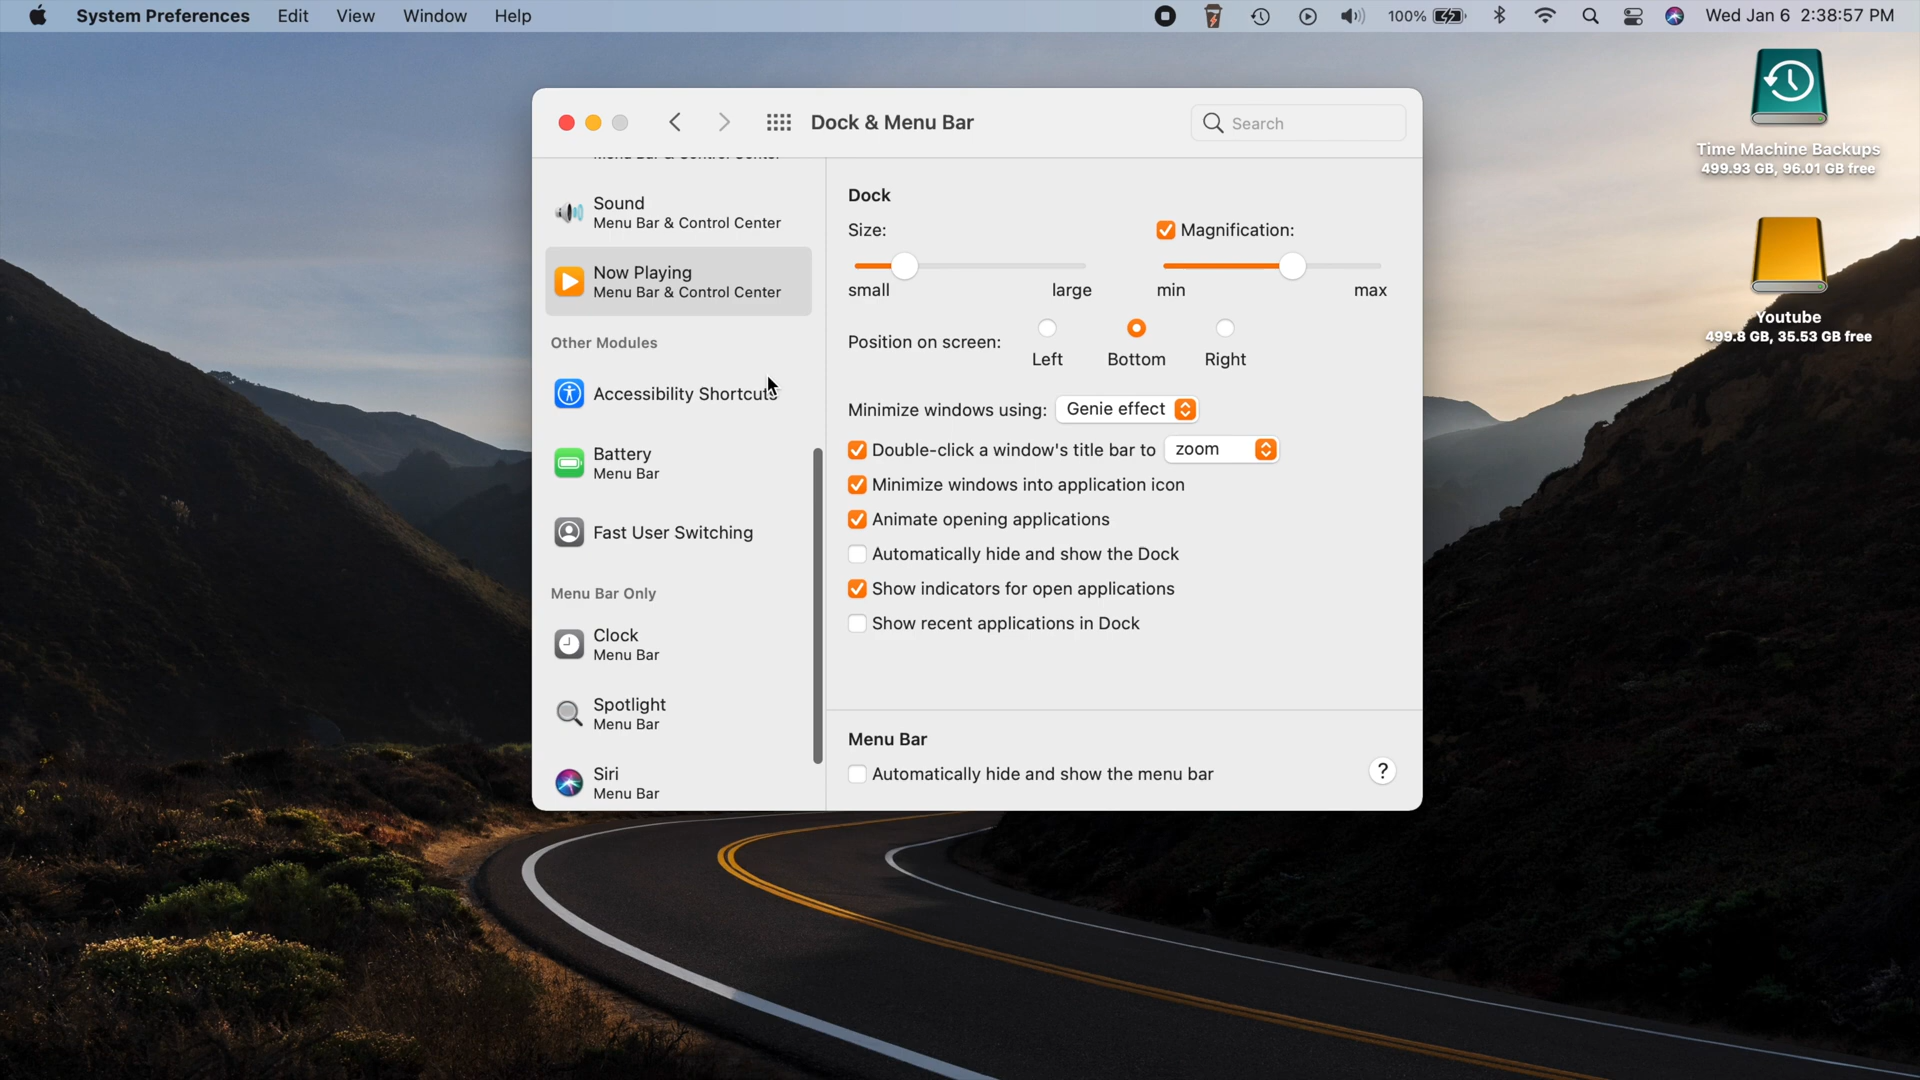 System Preferences Edit View Window Help 100% Wed Jan 6 2:38:57 PM
Dock & Menu Bar
Search
Menu Bar & Control Center
Sound
Menu Bar & Control Center
Now Playing
Menu Bar & Control Center
Other Modules
Accessibility Shortcuts
Battery
Menu Bar
Fast User Switching
Menu Bar Only
Clock
Menu Bar
Spotlight
Menu Bar
Siri
Menu Bar
Dock
Size: Magnification:
small large min max
Position on screen:
Left Bottom Right
Minimize windows using: Genie effect
Double-click a window's title bar to zoom
Minimize windows into application icon
Animate opening applications
Automatically hide and show the Dock
Show indicators for open applications
Show recent applications in Dock
Menu Bar
Automatically hide and show the menu bar
?
Time Machine Backups
499.93 GB, 96.01 GB free
Youtube
499.8 GB, 35.53 GB free